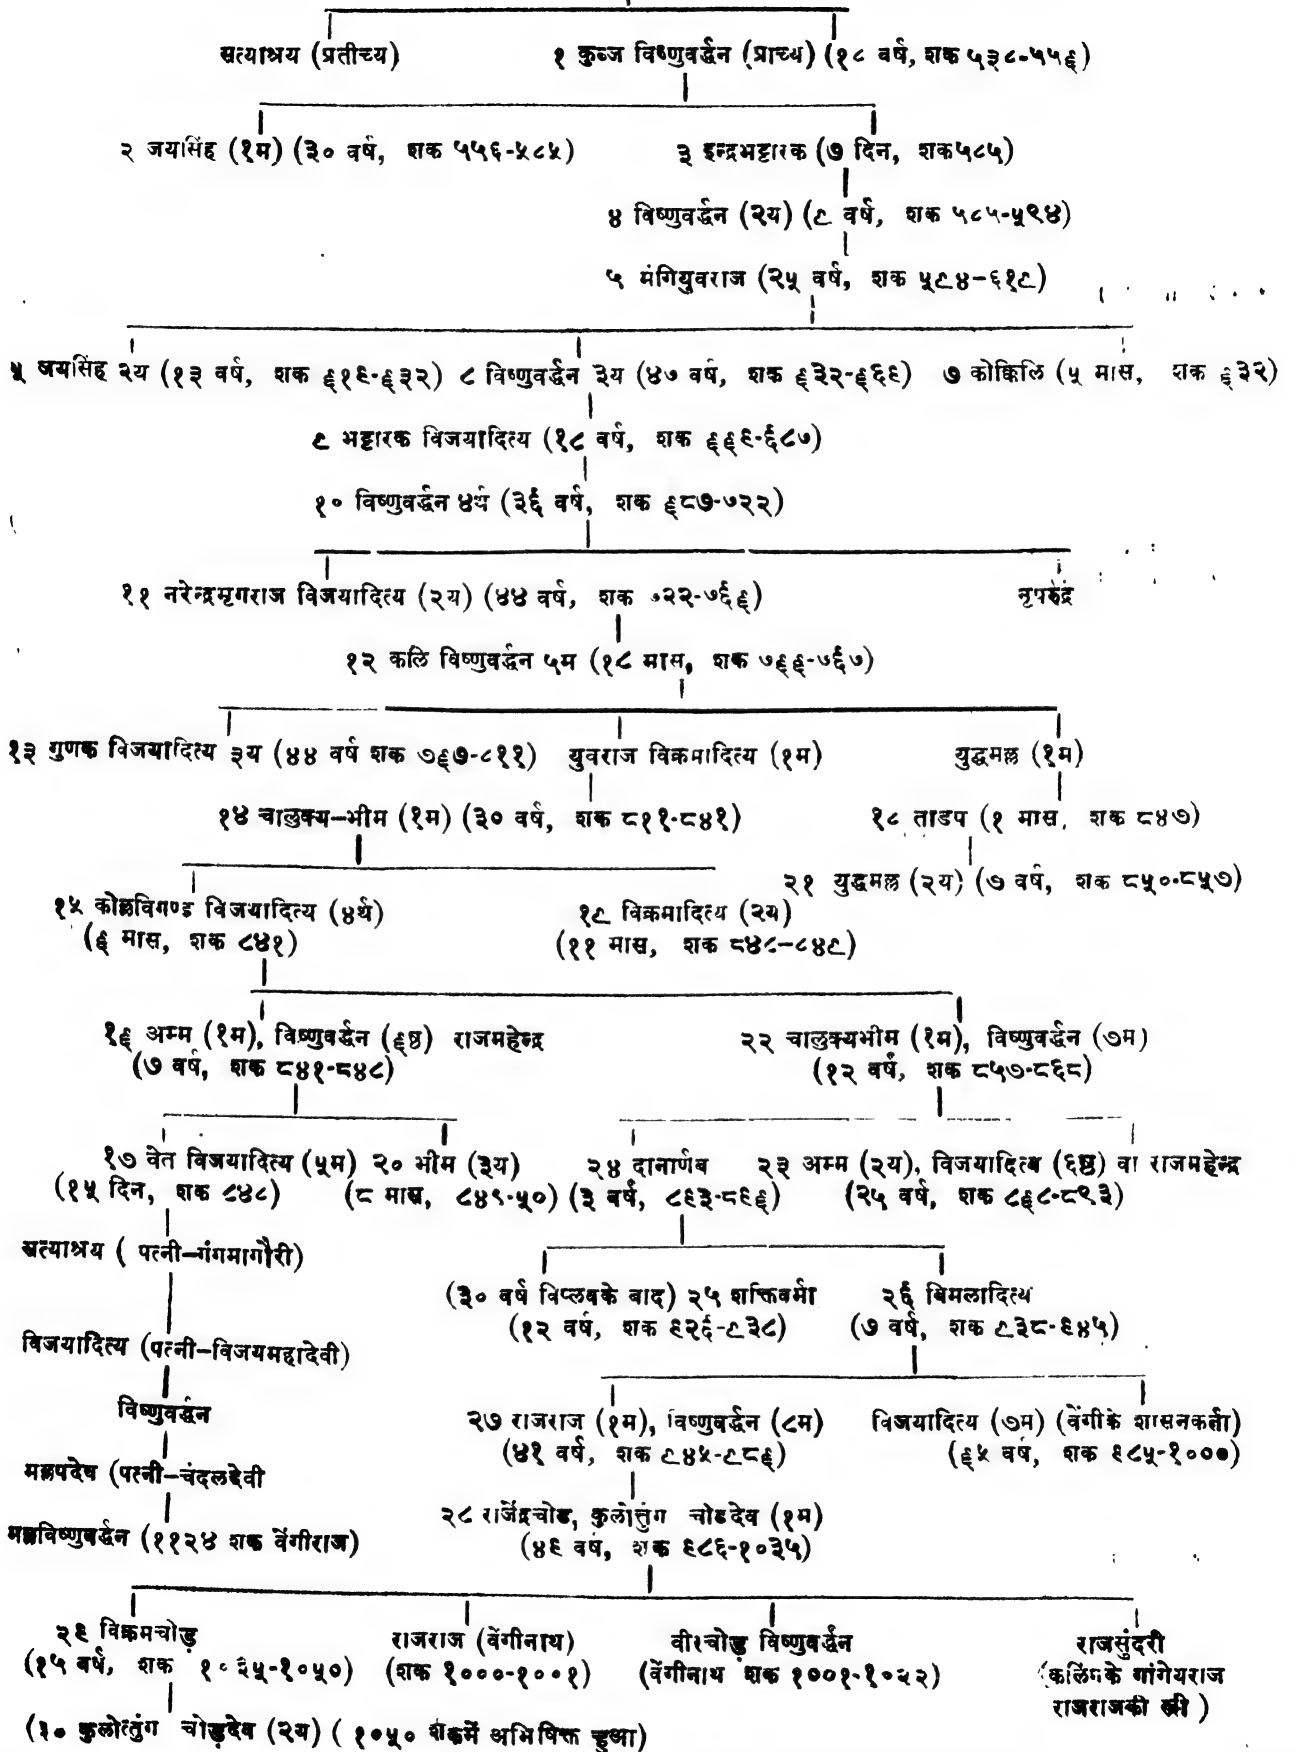 सत्याश्रय (प्रतीच्य) १ कुब्ज विष्णुवर्द्धन (प्राच्य) (१८ वर्ष, शक ५३८-५५६)
२ जयसिंह (१म) (३० वर्ष, शक ५५६-५८५) ३ इन्द्रभट्टारक (७ दिन, शक५८५)
४ विष्णुवर्द्धन (२य) (९ वर्ष, शक ५८५-५९४)
५ मंगियुवराज (२५ वर्ष, शक ५९४-६१९)
५ जयसिंह २य (१३ वर्ष, शक ६१९-६३२) ८ विष्णुवर्द्धन ३य (४७ वर्ष, शक ६३२-६६९) ७ कोक्किलि (५ मास, शक ६३२)
९ भट्टारक विजयादित्य (१८ वर्ष, शक ६६९-६८७)
१० विष्णुवर्द्धन ४र्थ (३६ वर्ष, शक ६८७-७२२)
११ नरेन्द्रमृगराज विजयादित्य (२य) (४४ वर्ष, शक ७२२-७६६) नृपरुद्र
१२ कलि विष्णुवर्द्धन ५म (१८ मास, शक ७६६-७६७)
१३ गुणक विजयादित्य ३य (४४ वर्ष शक ७६७-८११) युवराज विक्रमादित्य (१म) युद्धमल्ल (१म)
१४ चालुक्य-भीम (१म) (३० वर्ष, शक ८११-८४१) १८ ताडप (१ मास, शक ८४७)
२१ युद्धमल्ल (२य) (७ वर्ष, शक ८५०-८५७)
१५ कोल्लविगण्ड विजयादित्य (४र्थ) १९ विक्रमादित्य (२य)
(६ मास, शक ८४१) (११ मास, शक ८४८-८४९)
१६ अम्म (१म), विष्णुवर्द्धन (६ष्ठ) राजमहेन्द्र २२ चालुक्यभीम (१म), विष्णुवर्द्धन (७म)
(७ वर्ष, शक ८४१-८४८) (१२ वर्ष, शक ८५७-८६८)
१७ वेत विजयादित्य (५म) २० भीम (३य) २४ दानार्णव २३ अम्म (२य), विजयादित्य (६ष्ठ) वा राजमहेन्द्र
(१५ दिन, शक ८४८) (८ मास, ८४९-५०) (३ वर्ष, ८९३-८९६) (२५ वर्ष, शक ८६८-८९३)
सत्याश्रय ( पत्नी-गंगमागौरी)
(३० वर्ष विप्लवके बाद) २५ शक्तिवर्मा २६ बिमलादित्य
(१२ वर्ष, शक ९२६-९३८) (७ वर्ष, शक ९३८-९४५)
विजयादित्य (पत्नी-विजयमहादेवी)
विष्णुवर्द्धन २७ राजराज (१म), विष्णुवर्द्धन (८म) विजयादित्य (७म) (वेंगीके शासनकर्ता)
(४१ वर्ष, शक ९४५-९८६) (६५ वर्ष, शक ९८५-१०००)
मल्लपदेव (पत्नी-चंदलदेवी
२८ राजेंद्रचोड, कुलोत्तुंग चोडदेव (१म)
मल्लविष्णुवर्द्धन (११२४ शक वेंगीराज) (४९ वर्ष, शक ९८६-१०३५)
२९ विक्रमचोड़ राजराज (वेंगीनाथ) वीरचोड़ विष्णुवर्द्धन राजसुंदरी
(१५ वर्ष, शक १०३५-१०५०) (शक १०००-१००१) (वेंगीनाथ शक १००१-१०२२) (कलिंगके गांगेयराज
राजराजकी स्त्री )
(३० कुलोत्तुंग चोड़देव (२य) ( १०५० शकमें अभिषिक्त हुआ)